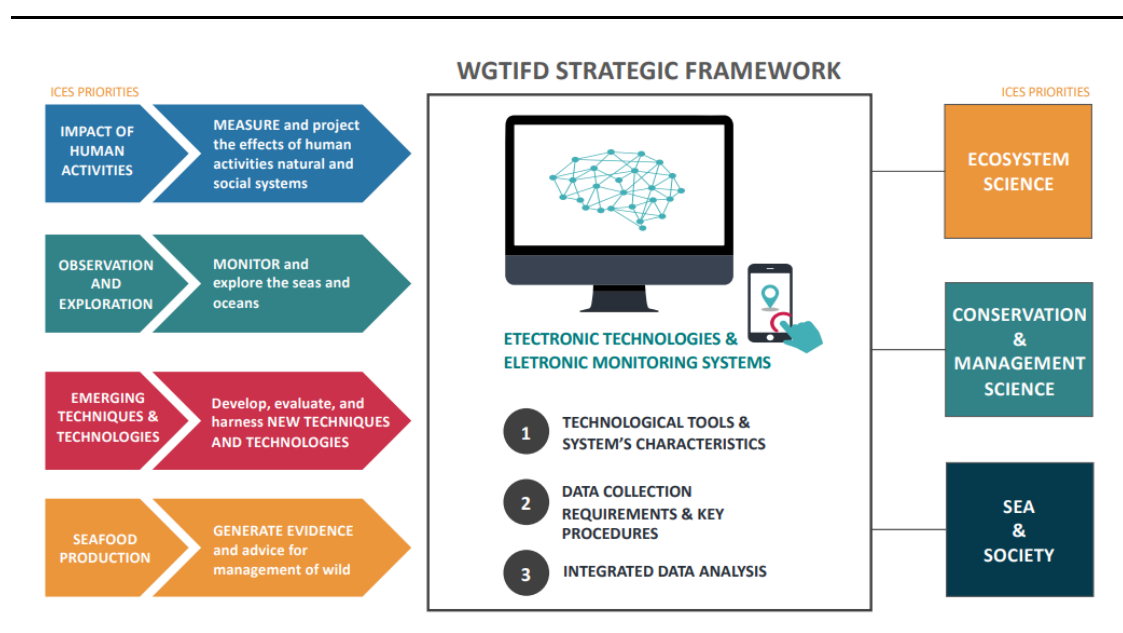 WGTIFD STRATEGIC FRAMEWORK
ICES PRIORITIES
IMPACT OF
HUMAN
ACTIVITIES
MEASURE and project
the effects of human
activities natural and
social systems
OBSERVATION
AND
EXPLORATION
MONITOR and
explore the seas and
oceans
EMERGING
TECHNIQUES &
TECHNOLOGIES
Develop, evaluate, and
harness NEW TECHNIQUES
AND TECHNOLOGIES
SEAFOOD
PRODUCTION
GENERATE EVIDENCE
and advice for
management of wild
ETECTRONIC TECHNOLOGIES &
ELETRONIC MONITORING SYSTEMS
1
TECHNOLOGICAL TOOLS &
SYSTEM'S CHARACTERISTICS
2
DATA COLLECTION
REQUIREMENTS & KEY
PROCEDURES
3
INTEGRATED DATA ANALYSIS
ICES PRIORITIES
ECOSYSTEM
SCIENCE
CONSERVATION
&
MANAGEMENT
SCIENCE
SEA
&
SOCIETY